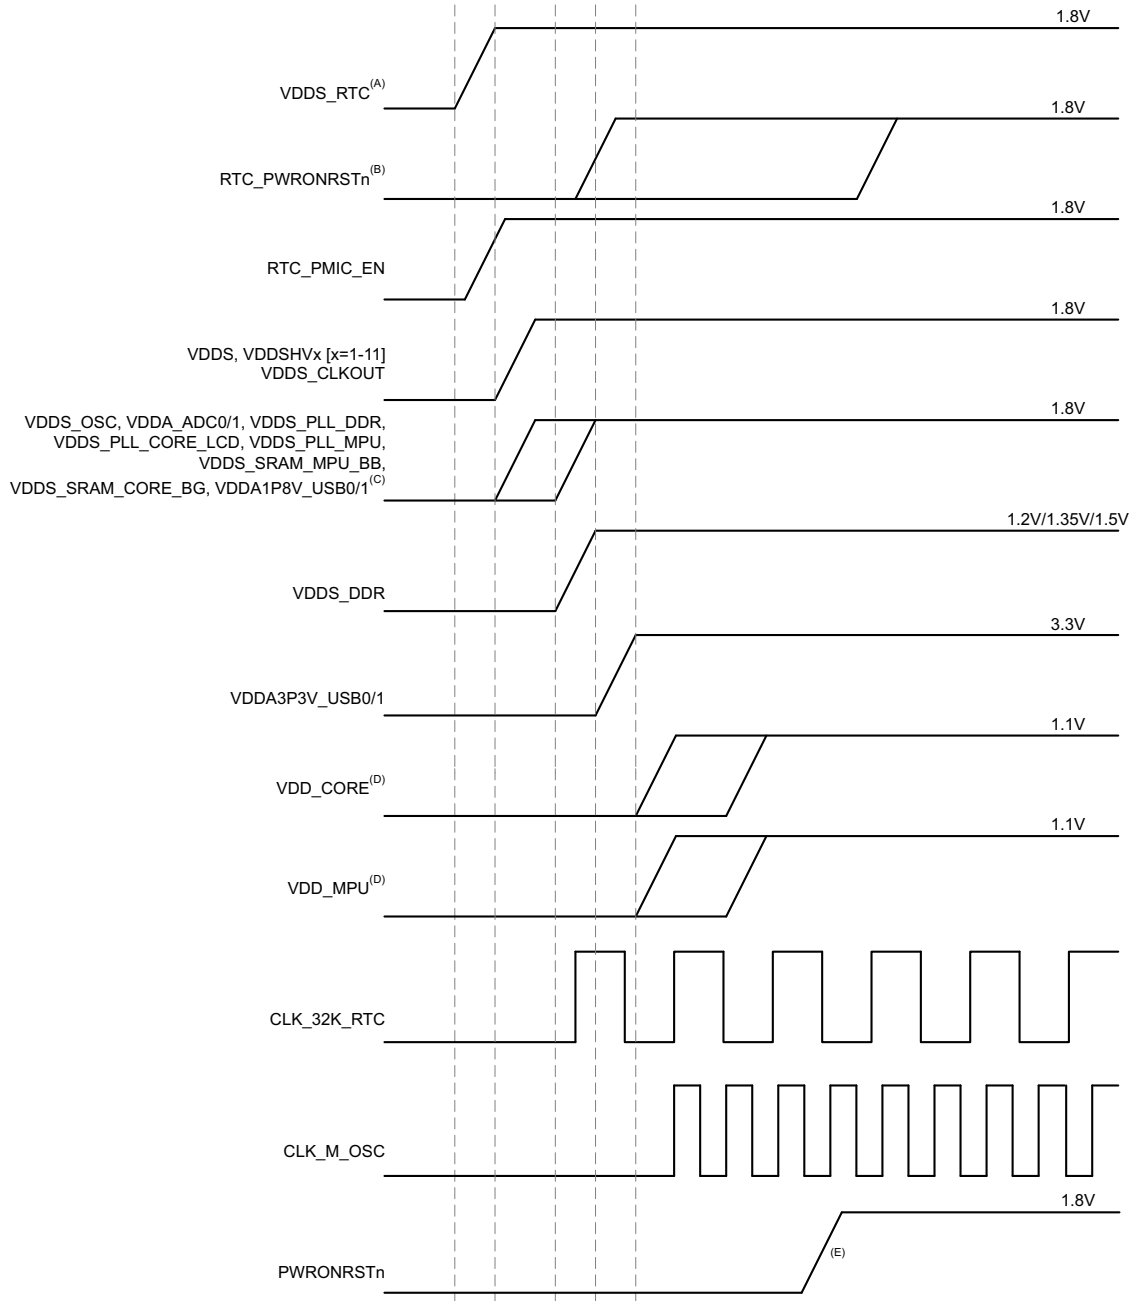 1.8V
VDDS_RTC(A)
1.8V
RTC_PWRONRSTn(B)
1.8V
RTC_PMIC_EN
1.8V
VDDS, VDDSHVx [x=1-11]
VDDS_CLKOUT
1.8V
VDDS_OSC, VDDA_ADC0/1, VDDS_PLL_DDR,
VDDS_PLL_CORE_LCD, VDDS_PLL_MPU,
VDDS_SRAM_MPU_BB,
VDDS_SRAM_CORE_BG, VDDA1P8V_USB0/1(C)
1.2V/1.35V/1.5V
VDDS_DDR
3.3V
VDDA3P3V_USB0/1
1.1V
VDD_CORE(D)
1.1V
VDD_MPU(D)
CLK_32K_RTC
CLK_M_OSC
1.8V
(E)
PWRONRSTn